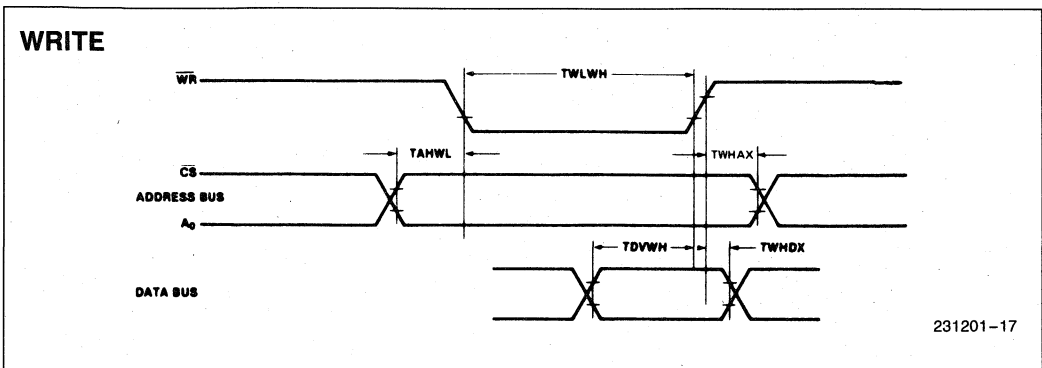 WRITE
WR
TWLWH
TAHWL
TWHAX
CS
ADDRESS BUS
A₀
TDVWH
TWHDX
DATA BUS
231201–17